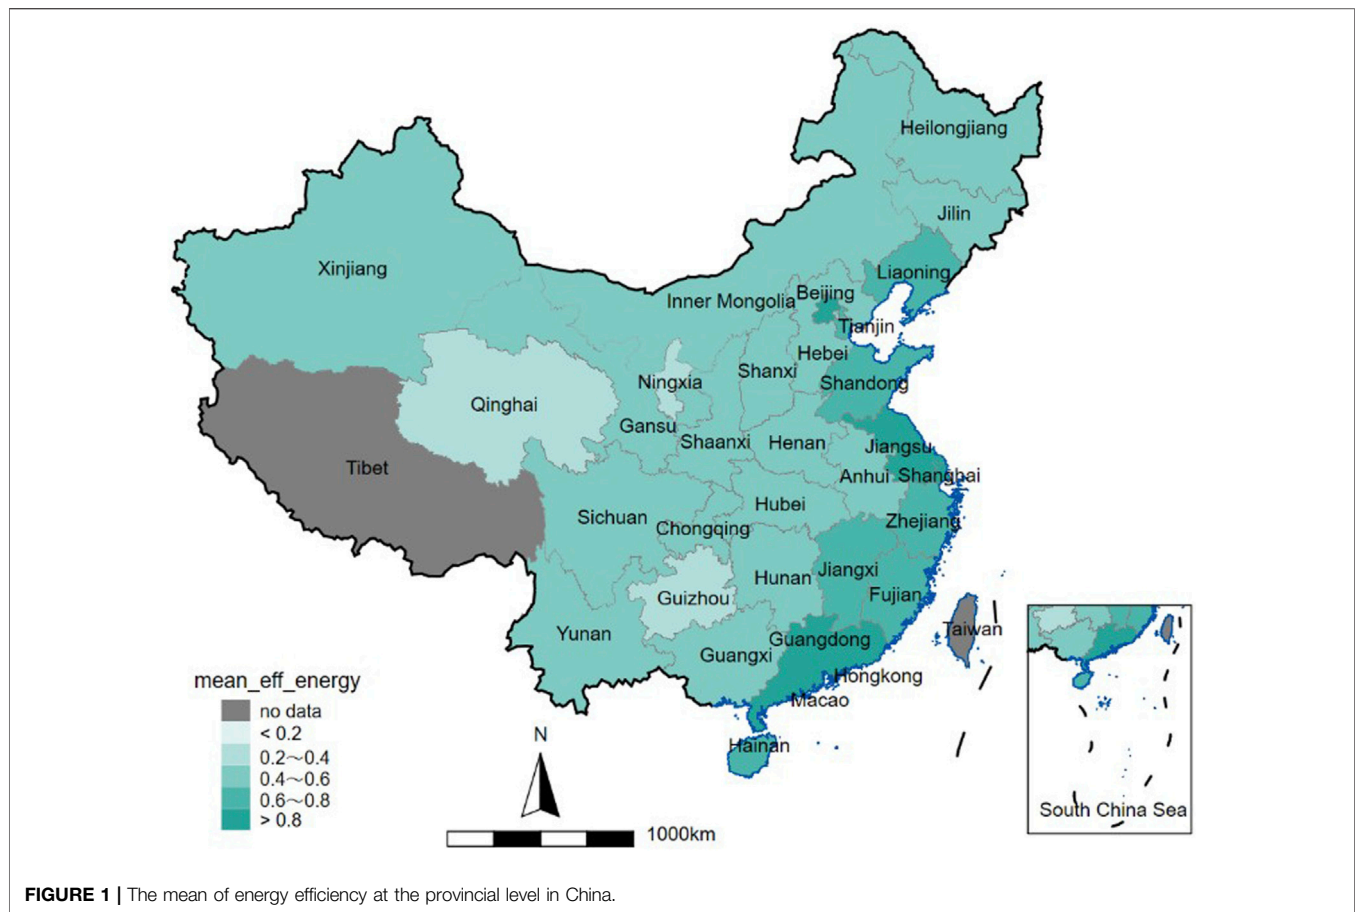 Heilongjiang
Jilin
Liaoning
Xinjiang
Inner Mongolia
Beijing
Tianjin
Hebei
Shanxi
Shandong
Ningxia
Qinghai
Gansu
Shaanxi
Henan
Jiangsu
Tibet
Anhui
Shanghai
Hubei
Sichuan
Chongqing
Zhejiang
Jiangxi
Hunan
Fujian
Guizhou
Taiwan
Yunan
Guangdong
Guangxi
Hongkong
Macao
Hainan
mean_eff_energy
no data
< 0.2
0.2～0.4
0.4～0.6
0.6～0.8
> 0.8
N
1000km
South China Sea
FIGURE 1 | The mean of energy efficiency at the provincial level in China.